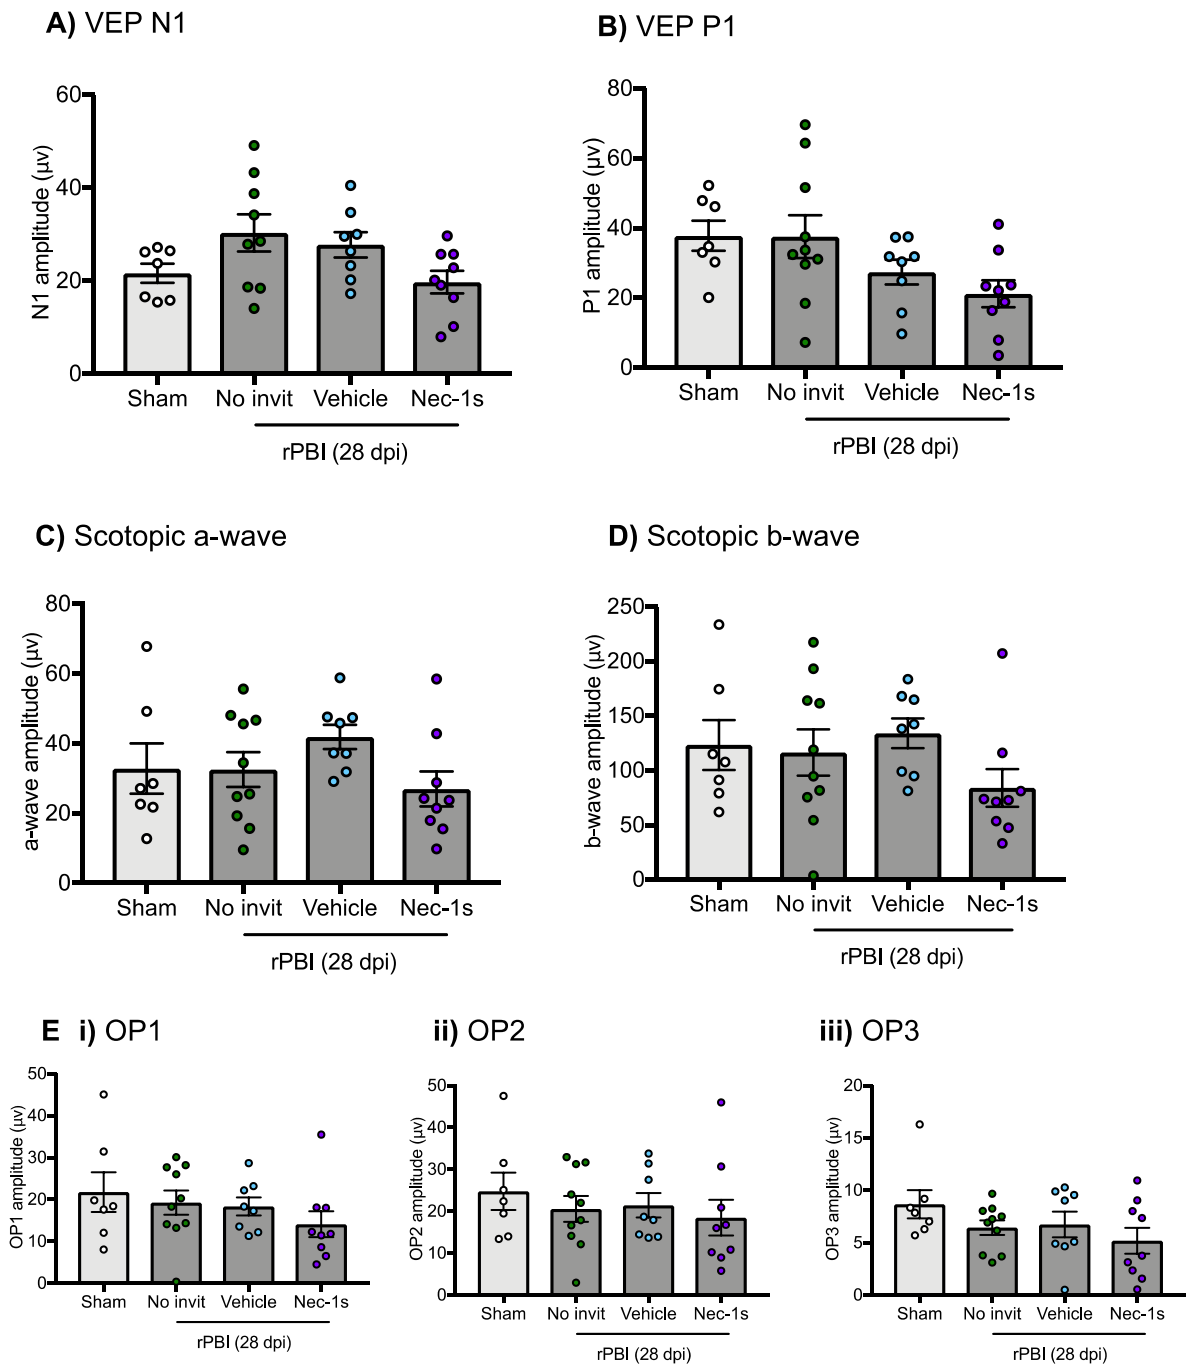 A) VEP N1
N1 amplitude (µv)
60
40
20
0
Sham No invit Vehicle Nec-1s
rPBI (28 dpi)
B) VEP P1
P1 amplitude (µv)
80
60
40
20
0
Sham No invit Vehicle Nec-1s
rPBI (28 dpi)
C) Scotopic a-wave
a-wave amplitude (µv)
80
60
40
20
0
Sham No invit Vehicle Nec-1s
rPBI (28 dpi)
D) Scotopic b-wave
b-wave amplitude (µv)
250
200
150
100
50
0
Sham No invit Vehicle Nec-1s
rPBI (28 dpi)
E i) OP1
OP1 amplitude (µv)
50
40
30
20
10
0
Sham No invit Vehicle Nec-1s
rPBI (28 dpi)
ii) OP2
OP2 amplitude (µv)
50
40
30
20
10
0
Sham No invit Vehicle Nec-1s
rPBI (28 dpi)
iii) OP3
OP3 amplitude (µv)
20
15
10
5
0
Sham No invit Vehicle Nec-1s
rPBI (28 dpi)